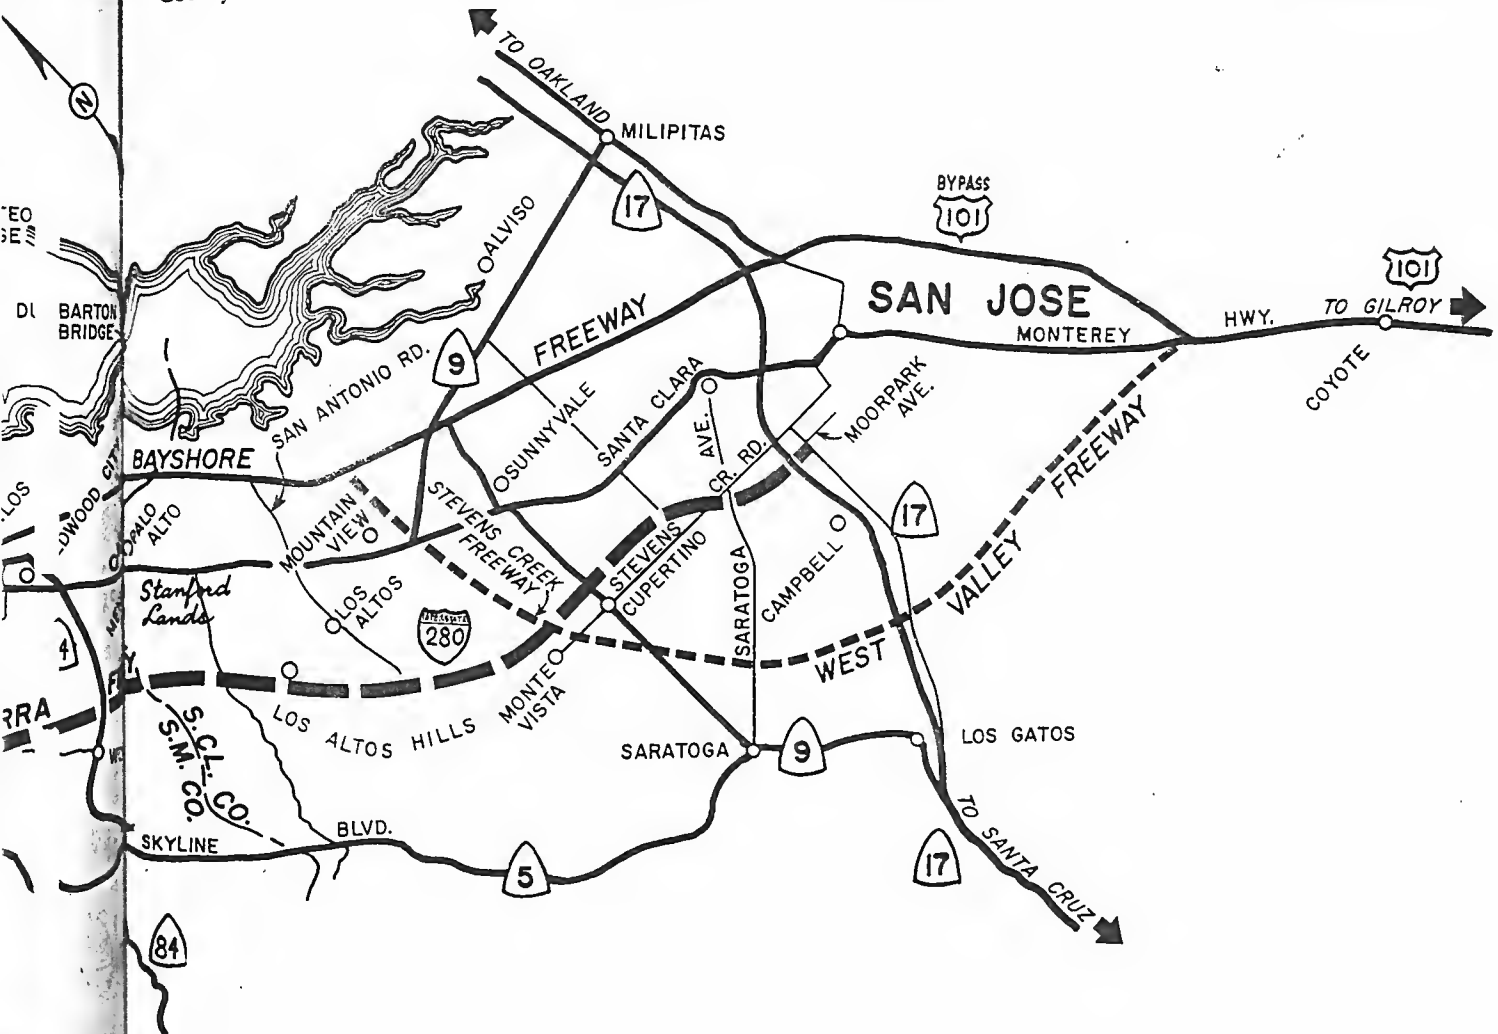 TO OAKLAND
MILIPITAS
N
17
BYPASS
101
ALVISO
101
SAN JOSE
TO GILROY
HWY.
MONTEREY
COYOTE
BARTON
BRIDGE
FREEWAY
SAN ANTONIO RD.
9
SUNNYVALE
SANTA CLARA
AVE.
MOORPARK
AVE.
CR. RD.
BAYSHORE
PALO
ALTO
MOUNTAIN
VIEW
STEVENS CREEK
FREEWAY
STEVENS
CUPERTINO
17
CAMPBELL
SARATOGA
WEST
VALLEY
FREEWAY
Stanford
Lands
LOS
ALTOS
INTERSTATE
280
4
LOS ALTOS HILLS
MONTE
VISTA
S. CL. CO.
S. M. CO.
SARATOGA
9
LOS GATOS
TO SANTA CRUZ
SKYLINE
BLVD.
5
17
84